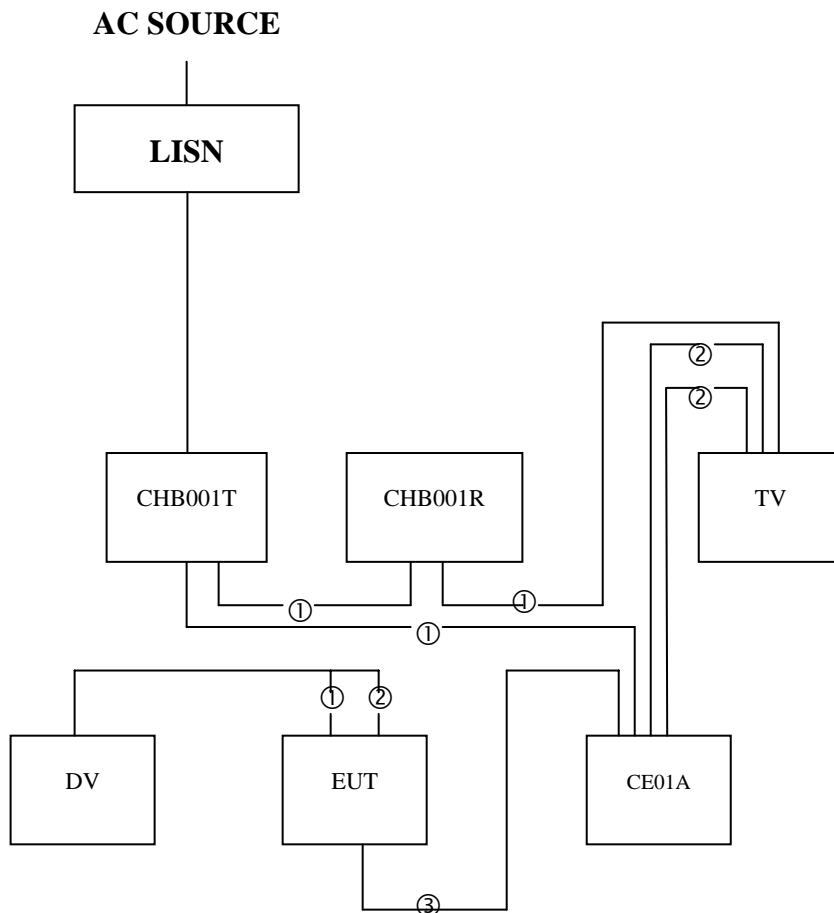 AC SOURCE
LISN
②
②
CHB001T
CHB001R
TV
①
①
①
①
②
DV
EUT
CE01A
③